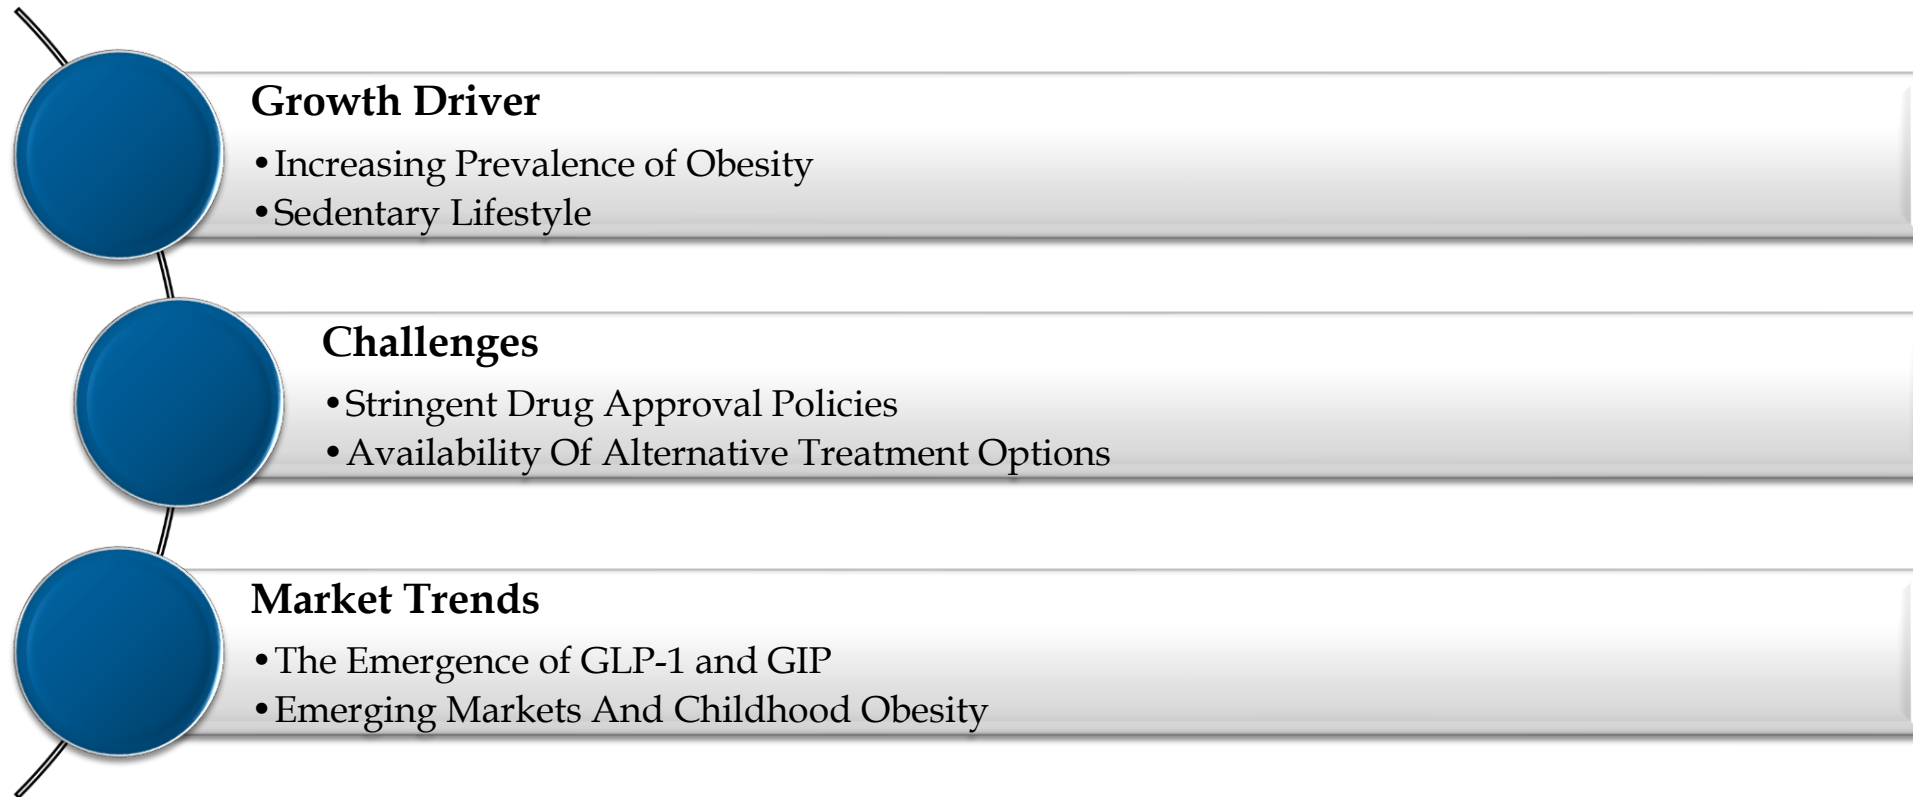 Growth Driver
•Increasing Prevalence of Obesity
•Sedentary Lifestyle
Challenges
•Stringent Drug Approval Policies
•Availability Of Alternative Treatment Options
Market Trends
•The Emergence of GLP-1 and GIP
•Emerging Markets And Childhood Obesity